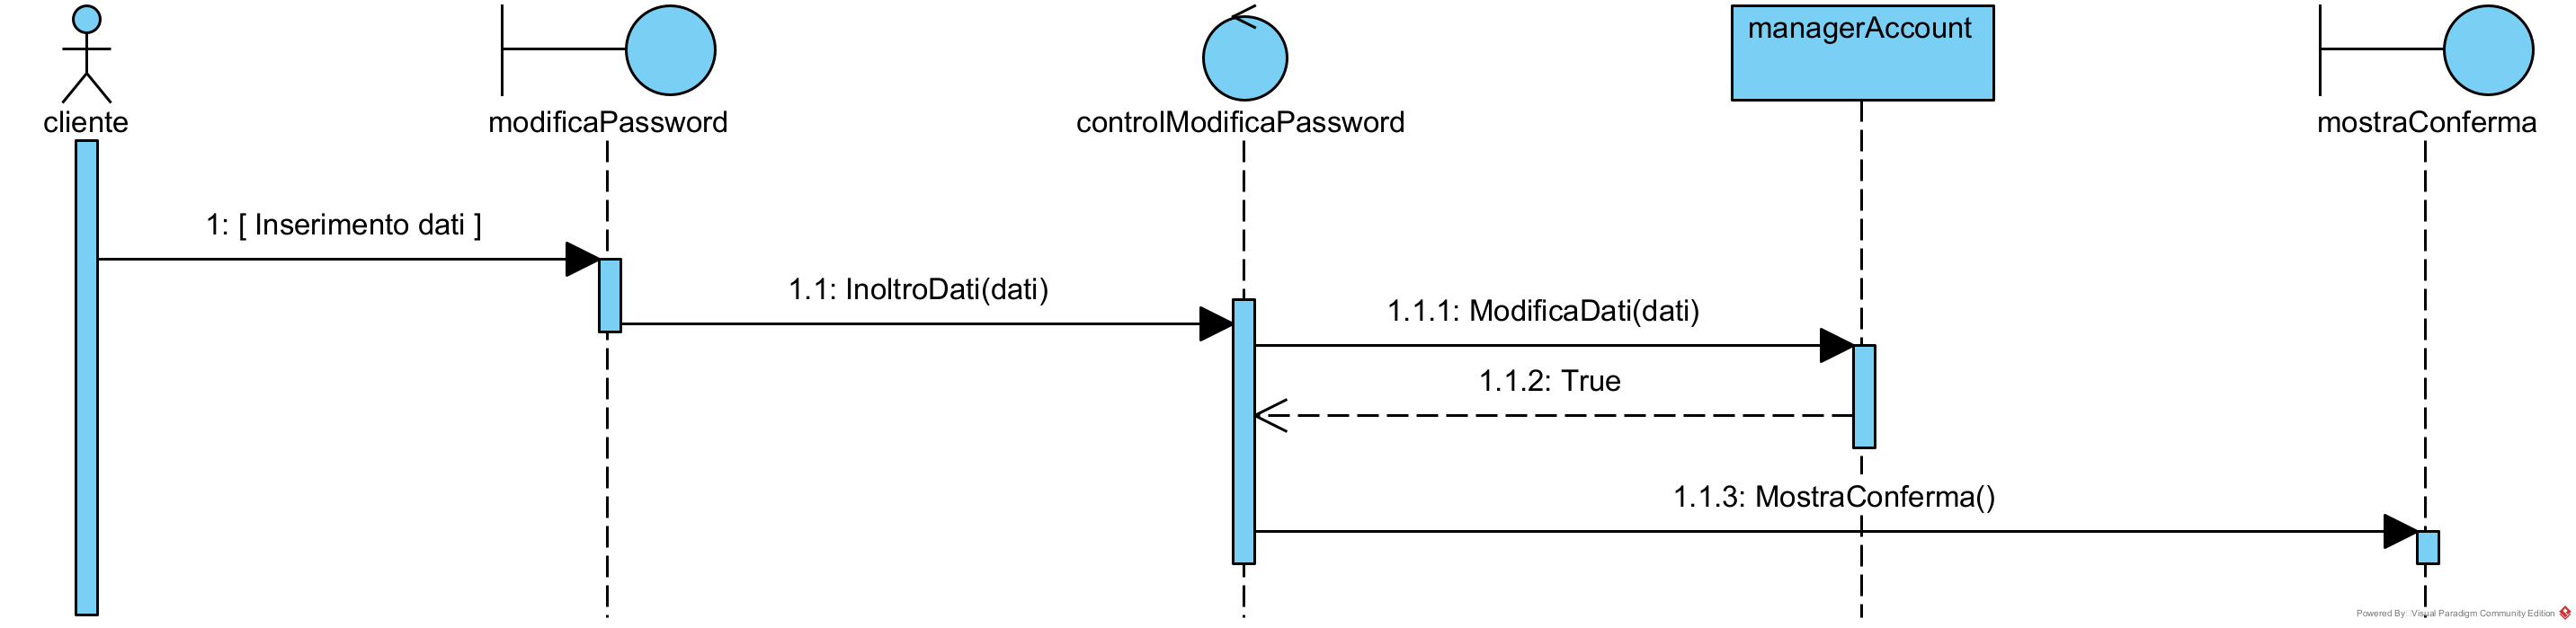 managerAccount
cliente
modificaPassword
controlModificaPassword
mostraConferma
1: [ Inserimento dati ]
1.1: InoltroDati(dati)
1.1.1: ModificaDati(dati)
1.1.2: True
1.1.3: MostraConferma()
Powered By Visual Paradigm Community Edition